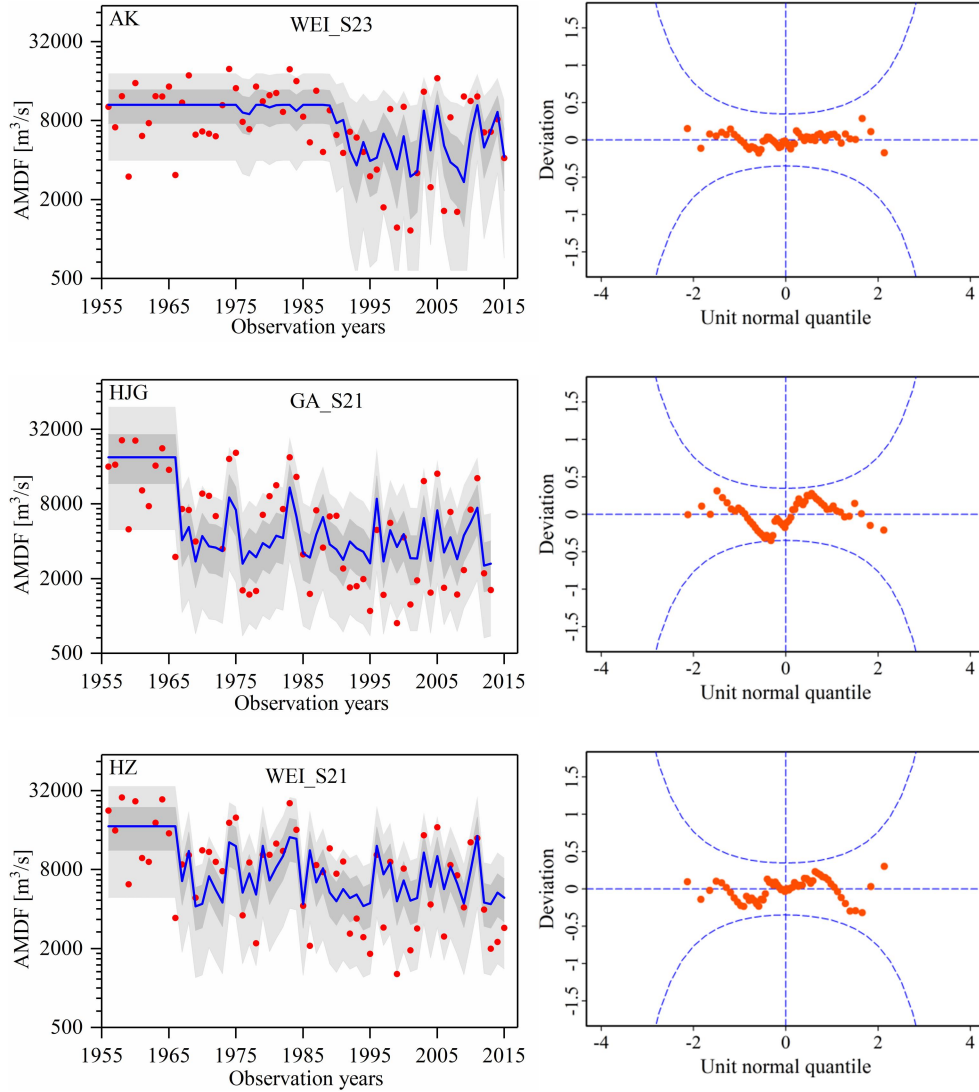 AK
WEI_S23
AMDF [m³/s]
32000
8000
2000
500
1955 1965 1975 1985 1995 2005 2015
Observation years
Deviation
1.5
1
0.5
0
-0.5
-1
-1.5
-4 -2 0 2 4
Unit normal quantile
HJG
GA_S21
AMDF [m³/s]
32000
8000
2000
500
1955 1965 1975 1985 1995 2005 2015
Observation years
Deviation
1.5
1
0.5
0
-0.5
-1
-1.5
-4 -2 0 2 4
Unit normal quantile
HZ
WEI_S21
AMDF [m³/s]
32000
8000
2000
500
1955 1965 1975 1985 1995 2005 2015
Observation years
Deviation
1.5
1
0.5
0
-0.5
-1
-1.5
-4 -2 0 2 4
Unit normal quantile